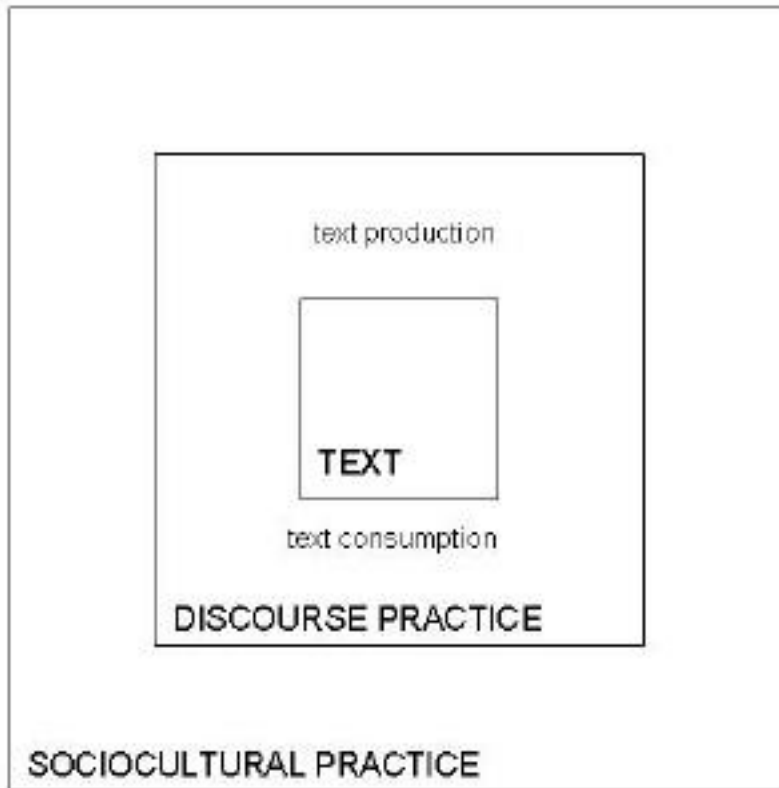 text production
TEXT
text consumption
DISCOURSE PRACTICE
SOCIOCULTURAL PRACTICE